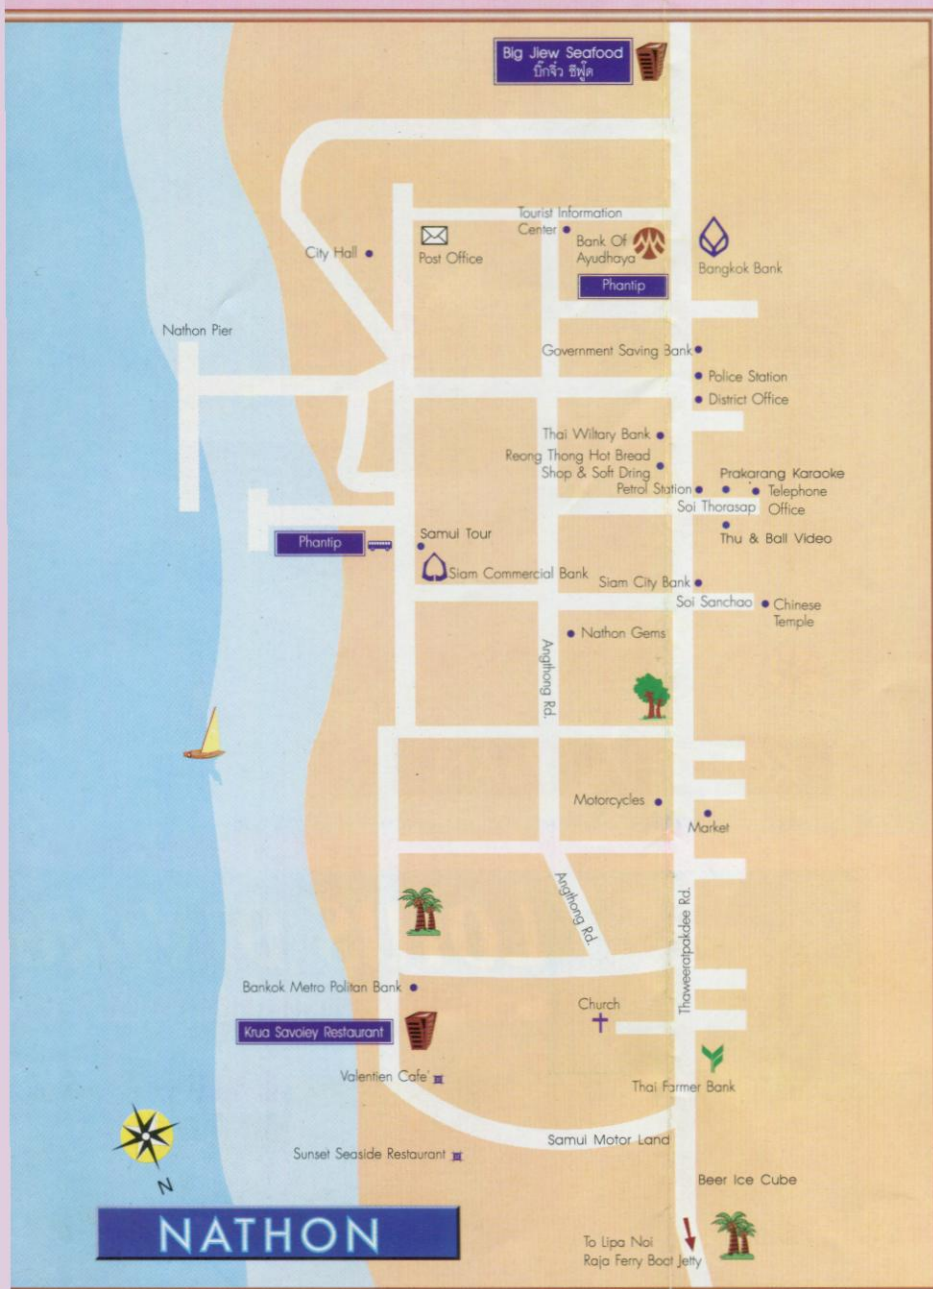 Big Jiew Seafood
บิ๊กจิ๋ว ซีฟู้ด
Tourist Information
Center
City Hall
Post Office
Bank Of
Ayudhaya
Bangkok Bank
Phantip
Nathon Pier
Government Saving Bank
Police Station
District Office
Thai Wiltary Bank
Reong Thong Hot Bread
Shop & Soft Dring
Prakarang Karaoke
Petrol Station
Telephone
Office
Soi Thorasap
Phantip
Samui Tour
Thu & Ball Video
Siam Commercial Bank
Siam City Bank
Soi Sanchao
Chinese
Temple
Nathon Gems
Angthong Rd.
Motorcycles
Market
Angthong Rd.
Thaweeratpakdee Rd.
Bankok Metro Politan Bank
Church
Krua Savoiey Restaurant
Valentien Cafe'
Thai Farmer Bank
Samui Motor Land
Sunset Seaside Restaurant
Beer Ice Cube
N
NATHON
To Lipa Noi
Raja Ferry Boat Jetty